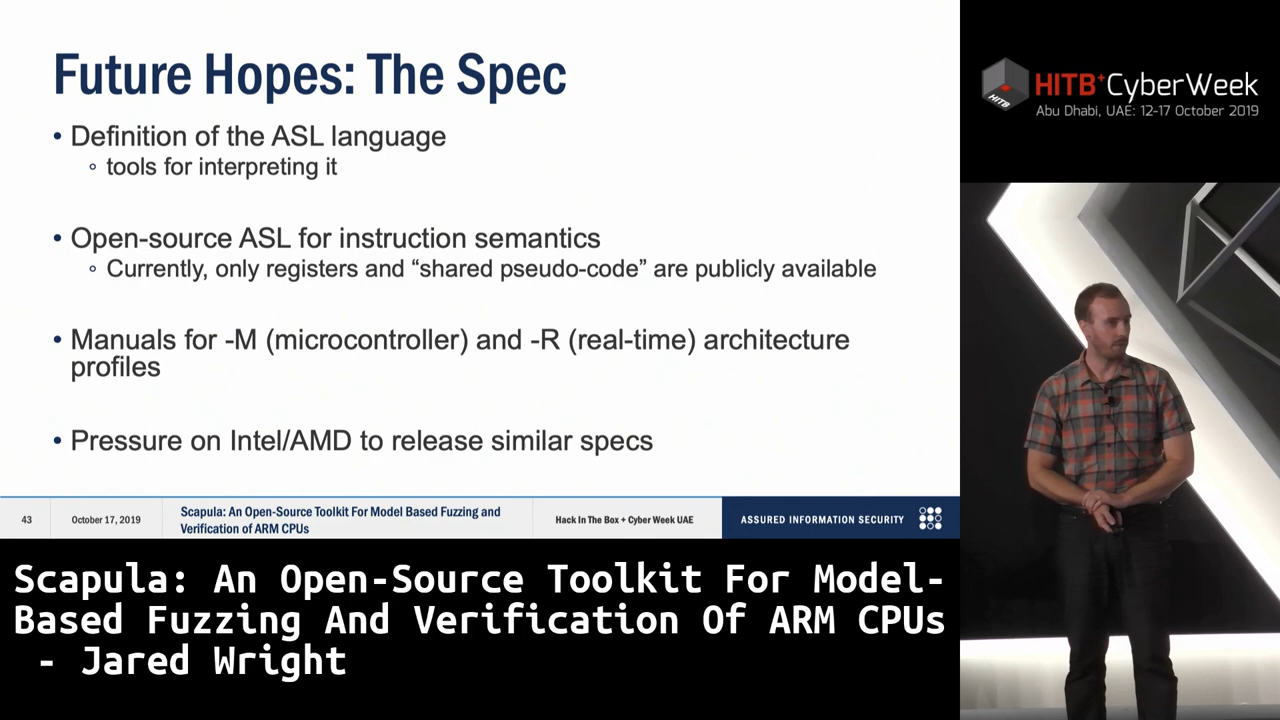 Future Hopes: The Spec
• Definition of the ASL language
◦ tools for interpreting it
• Open-source ASL for instruction semantics
◦ Currently, only registers and “shared pseudo-code” are publicly available
• Manuals for -M (microcontroller) and -R (real-time) architecture
profiles
• Pressure on Intel/AMD to release similar specs
43
October 17, 2019
Scapula: An Open-Source Toolkit For Model Based Fuzzing and
Verification of ARM CPUs
Hack In The Box + Cyber Week UAE
ASSURED INFORMATION SECURITY
HITB
HITB+CyberWeek
Abu Dhabi, UAE: 12-17 October 2019
Scapula: An Open-Source Toolkit For Model-
Based Fuzzing And Verification Of ARM CPUs
- Jared Wright